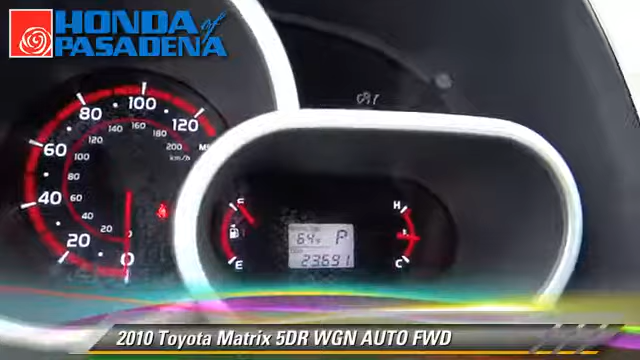 HONDA of
PASADENA
80 100 120
60
40
20
0
120 140 160 180 200
100
80
60
40
20
0
km/h
F
E
64°F P
23691
H
C
2010 Toyota Matrix 5DR WGN AUTO FWD